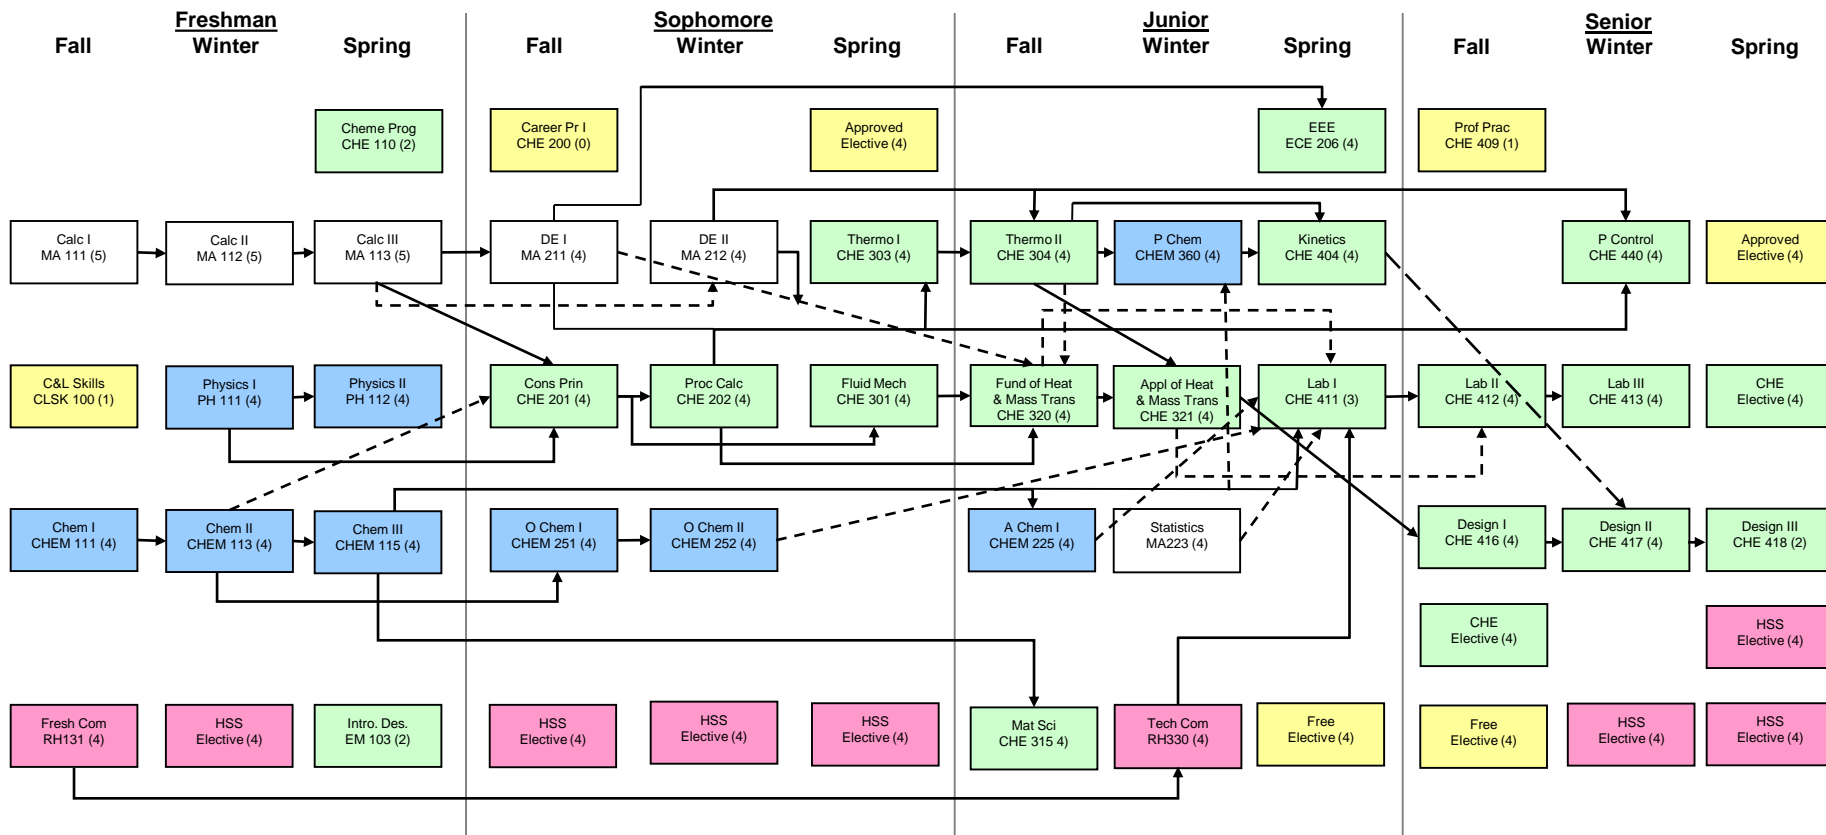 Freshman
Sophomore
Junior
Senior
Fall
Winter
Spring
Fall
Winter
Spring
Fall
Winter
Spring
Fall
Winter
Spring
Cheme Prog
CHE 110 (2)
Career Pr I
CHE 200 (0)
Approved
Elective (4)
EEE
ECE 206 (4)
Prof Prac
CHE 409 (1)
Calc I
MA 111 (5)
Calc II
MA 112 (5)
Calc III
MA 113 (5)
DE I
MA 211 (4)
DE II
MA 212 (4)
Thermo I
CHE 303 (4)
Thermo II
CHE 304 (4)
P Chem
CHEM 360 (4)
Kinetics
CHE 404 (4)
P Control
CHE 440 (4)
Approved
Elective (4)
C&L Skills
CLSK 100 (1)
Physics I
PH 111 (4)
Physics II
PH 112 (4)
Cons Prin
CHE 201 (4)
Proc Calc
CHE 202 (4)
Fluid Mech
CHE 301 (4)
Fund of Heat
& Mass Trans
CHE 320 (4)
Appl of Heat
& Mass Trans
CHE 321 (4)
Lab I
CHE 411 (3)
Lab II
CHE 412 (4)
Lab III
CHE 413 (4)
CHE
Elective (4)
Chem I
CHEM 111 (4)
Chem II
CHEM 113 (4)
Chem III
CHEM 115 (4)
O Chem I
CHEM 251 (4)
O Chem II
CHEM 252 (4)
A Chem I
CHEM 225 (4)
Statistics
MA223 (4)
Design I
CHE 416 (4)
Design II
CHE 417 (4)
Design III
CHE 418 (2)
CHE
Elective (4)
HSS
Elective (4)
Fresh Com
RH131 (4)
HSS
Elective (4)
Intro. Des.
EM 103 (2)
HSS
Elective (4)
HSS
Elective (4)
HSS
Elective (4)
Mat Sci
CHE 315 4)
Tech Com
RH330 (4)
Free
Elective (4)
Free
Elective (4)
HSS
Elective (4)
HSS
Elective (4)